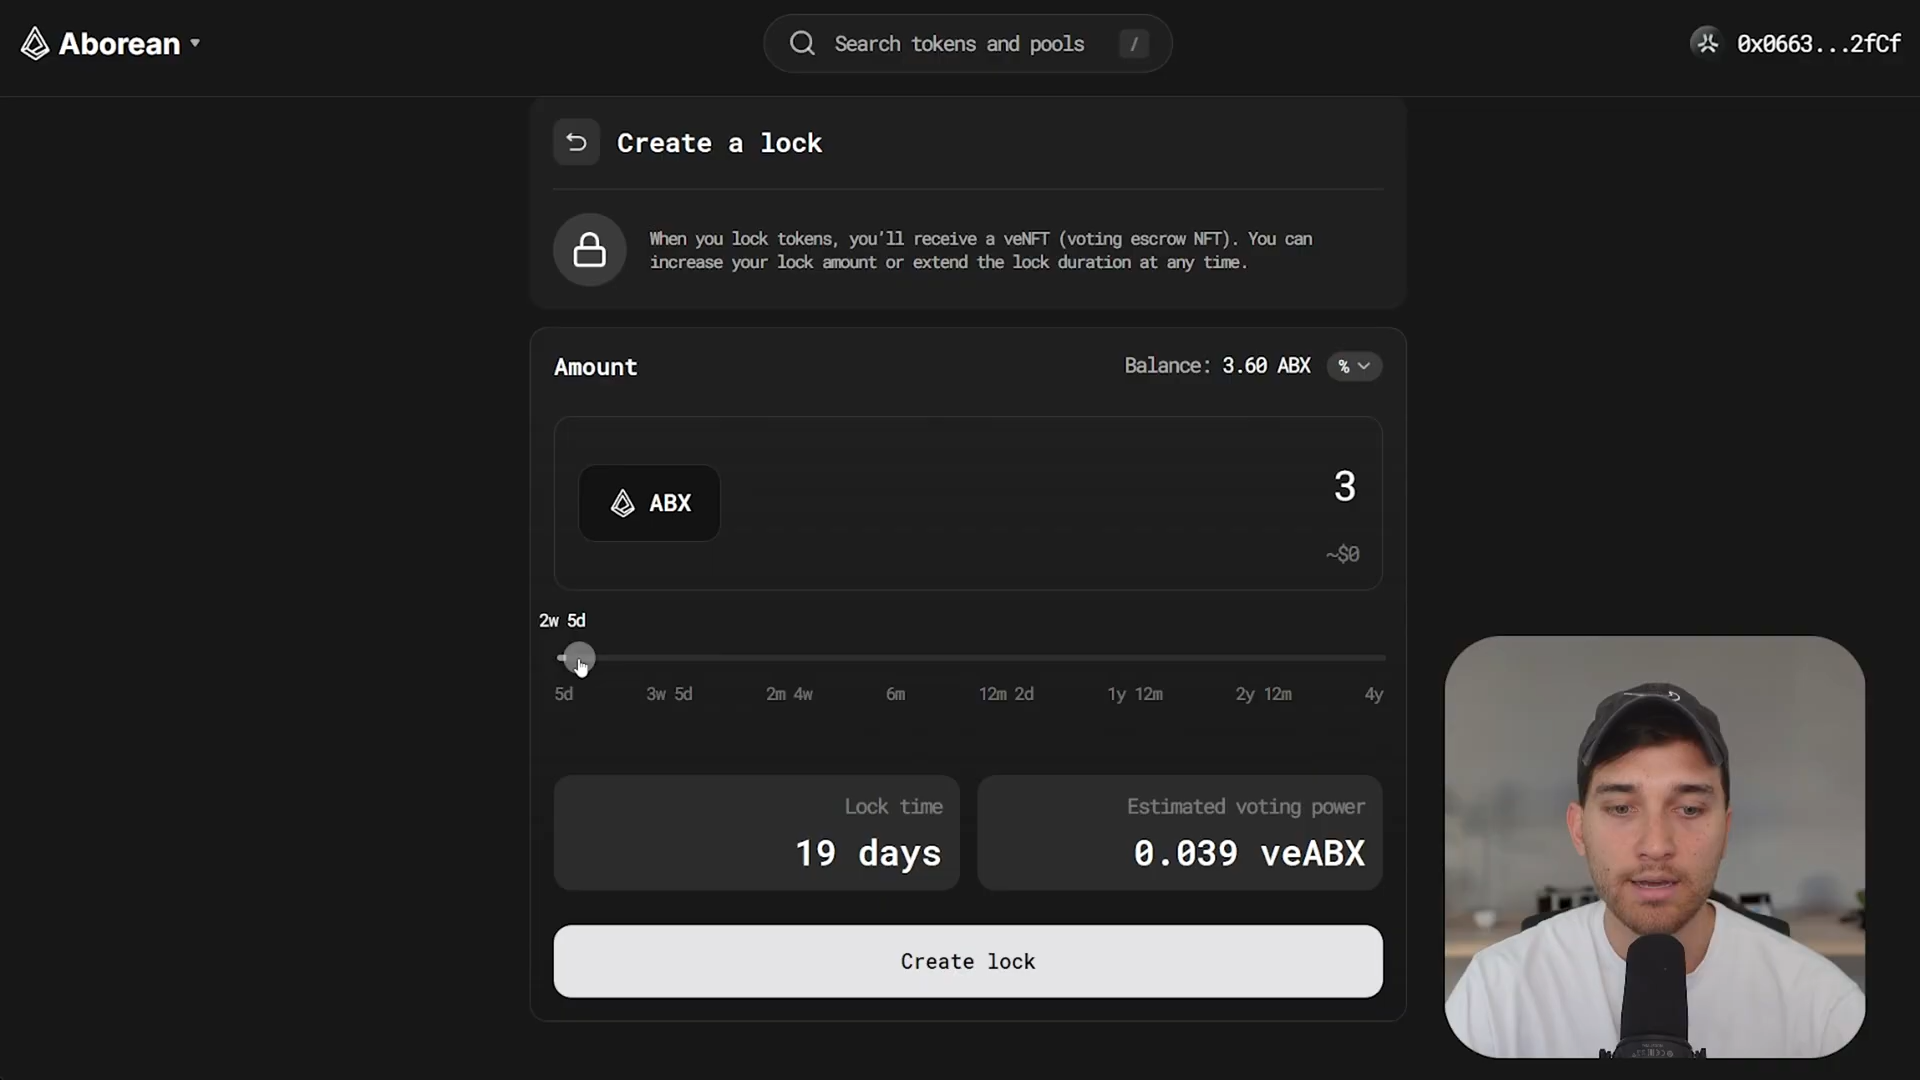 Aborean
Search tokens and pools /
0x0663...2fCf
Create a lock
When you lock tokens, you'll receive a veNFT (voting escrow NFT). You can
increase your lock amount or extend the lock duration at any time.
Amount
Balance: 3.60 ABX %
ABX
3
~$0
2w 5d
5d 3w 5d 2m 4w 6m 12m 2d 1y 12m 2y 12m 4y
Lock time
19 days
Estimated voting power
0.039 veABX
Create lock